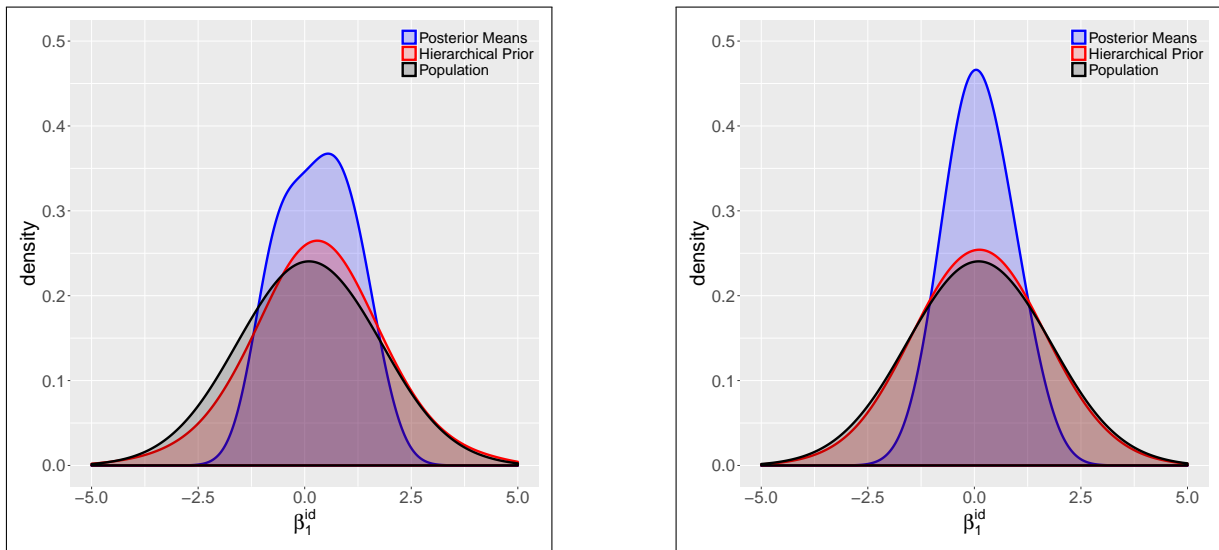 Posterior Means
Hierarchical Prior
Population
0.5
0.4
0.3
0.2
0.1
0.0
density
−5.0 −2.5 0.0 2.5 5.0
β₁ⁱᵈ
Posterior Means
Hierarchical Prior
Population
0.5
0.4
0.3
0.2
0.1
0.0
density
−5.0 −2.5 0.0 2.5 5.0
β₁ⁱᵈ